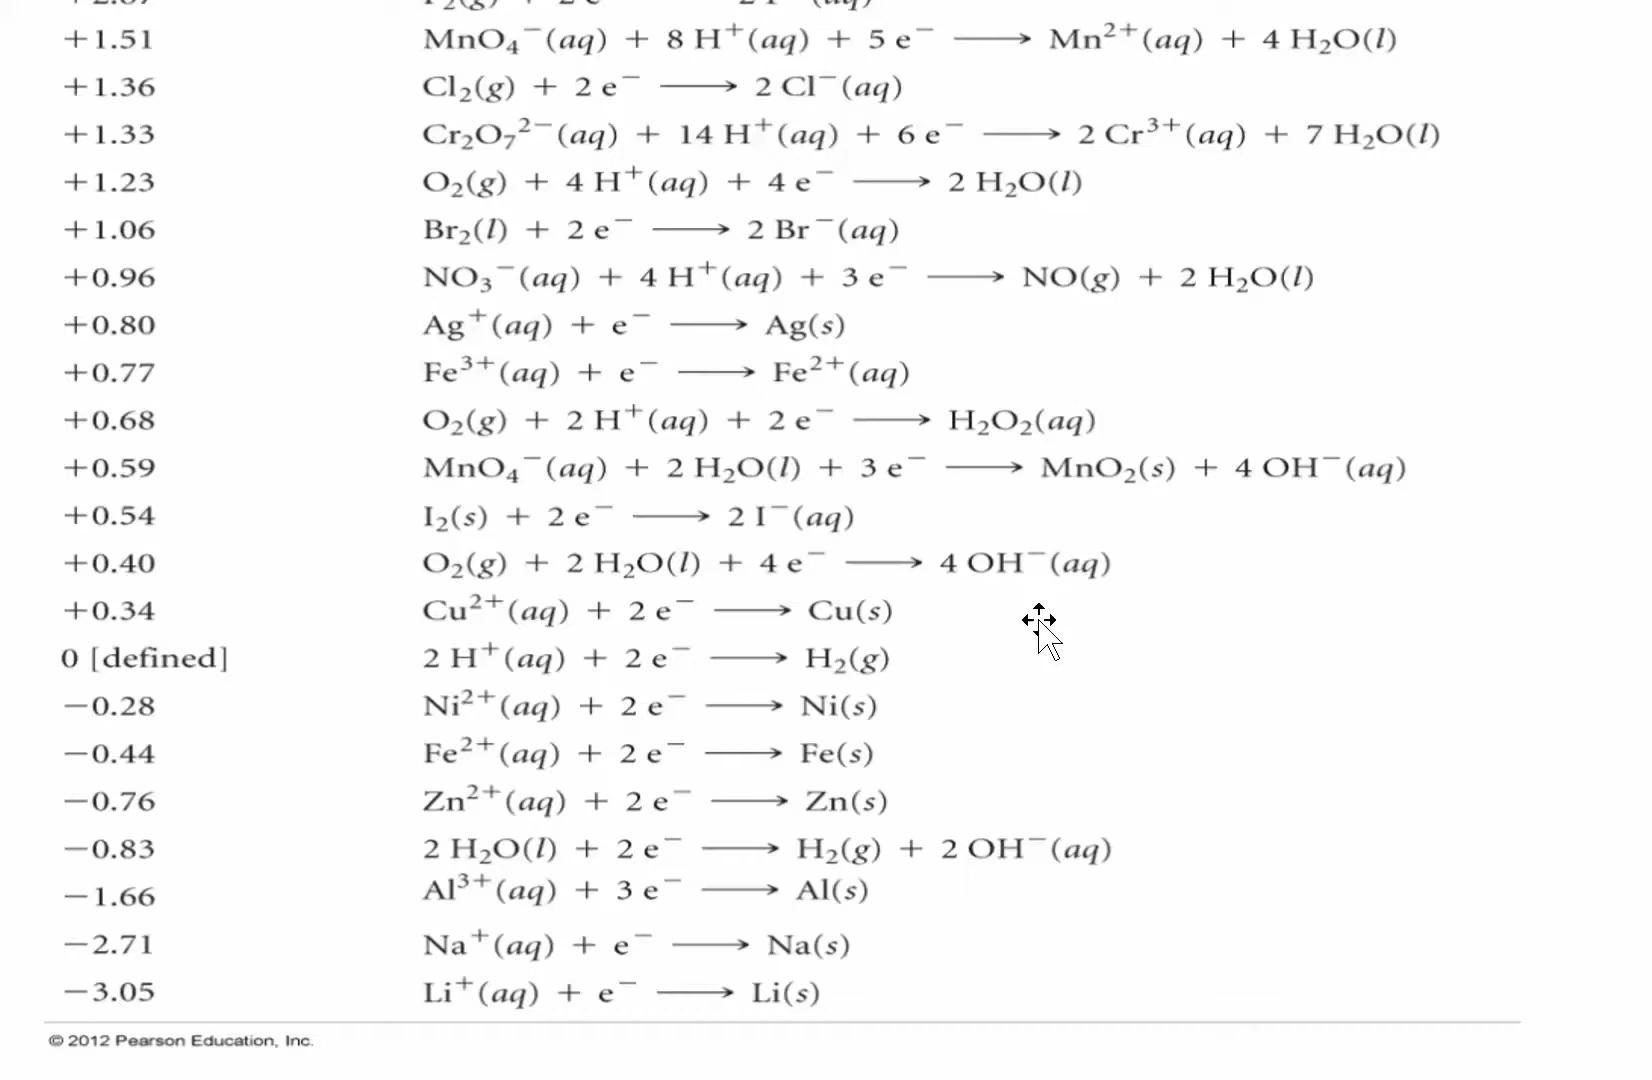 +1.51 MnO₄⁻(aq) + 8 H⁺(aq) + 5 e⁻ ⟶ Mn²⁺(aq) + 4 H₂O(l)
+1.36 Cl₂(g) + 2 e⁻ ⟶ 2 Cl⁻(aq)
+1.33 Cr₂O₇²⁻(aq) + 14 H⁺(aq) + 6 e⁻ ⟶ 2 Cr³⁺(aq) + 7 H₂O(l)
+1.23 O₂(g) + 4 H⁺(aq) + 4 e⁻ ⟶ 2 H₂O(l)
+1.06 Br₂(l) + 2 e⁻ ⟶ 2 Br⁻(aq)
+0.96 NO₃⁻(aq) + 4 H⁺(aq) + 3 e⁻ ⟶ NO(g) + 2 H₂O(l)
+0.80 Ag⁺(aq) + e⁻ ⟶ Ag(s)
+0.77 Fe³⁺(aq) + e⁻ ⟶ Fe²⁺(aq)
+0.68 O₂(g) + 2 H⁺(aq) + 2 e⁻ ⟶ H₂O₂(aq)
+0.59 MnO₄⁻(aq) + 2 H₂O(l) + 3 e⁻ ⟶ MnO₂(s) + 4 OH⁻(aq)
+0.54 I₂(s) + 2 e⁻ ⟶ 2 I⁻(aq)
+0.40 O₂(g) + 2 H₂O(l) + 4 e⁻ ⟶ 4 OH⁻(aq)
+0.34 Cu²⁺(aq) + 2 e⁻ ⟶ Cu(s)
0 [defined] 2 H⁺(aq) + 2 e⁻ ⟶ H₂(g)
−0.28 Ni²⁺(aq) + 2 e⁻ ⟶ Ni(s)
−0.44 Fe²⁺(aq) + 2 e⁻ ⟶ Fe(s)
−0.76 Zn²⁺(aq) + 2 e⁻ ⟶ Zn(s)
−0.83 2 H₂O(l) + 2 e⁻ ⟶ H₂(g) + 2 OH⁻(aq)
−1.66 Al³⁺(aq) + 3 e⁻ ⟶ Al(s)
−2.71 Na⁺(aq) + e⁻ ⟶ Na(s)
−3.05 Li⁺(aq) + e⁻ ⟶ Li(s)
© 2012 Pearson Education, Inc.